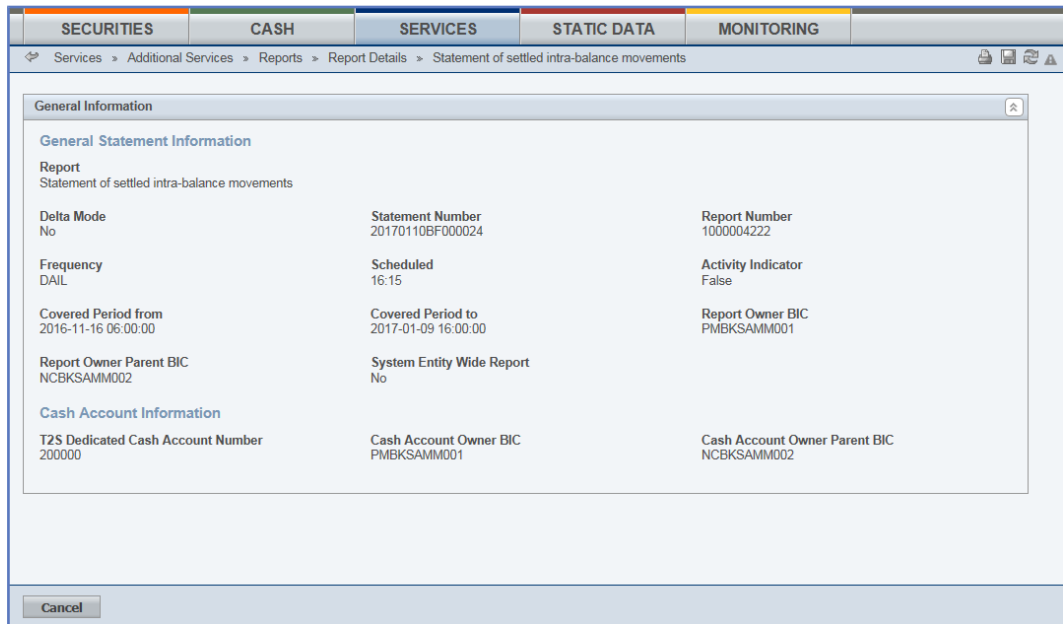 SECURITIES CASH SERVICES STATIC DATA MONITORING
Services » Additional Services » Reports » Report Details » Statement of settled intra-balance movements
General Information
General Statement Information
Report
Statement of settled intra-balance movements
Delta Mode Statement Number Report Number
No 20170110BF000024 1000004222
Frequency Scheduled Activity Indicator
DAIL 16:15 False
Covered Period from Covered Period to Report Owner BIC
2016-11-16 06:00:00 2017-01-09 16:00:00 PMBKSAMM001
Report Owner Parent BIC System Entity Wide Report
NCBKSAMM002 No
Cash Account Information
T2S Dedicated Cash Account Number Cash Account Owner BIC Cash Account Owner Parent BIC
200000 PMBKSAMM001 NCBKSAMM002
Cancel